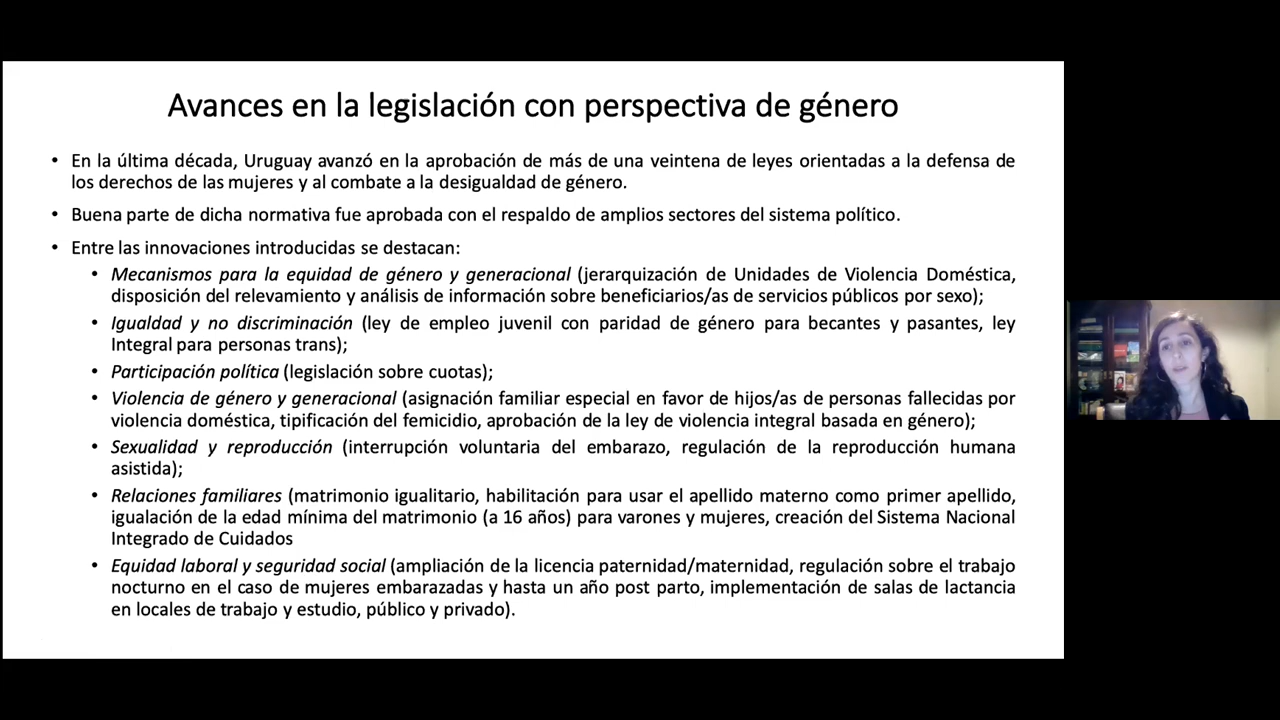 Avances en la legislación con perspectiva de género
• En la última década, Uruguay avanzó en la aprobación de más de una veintena de leyes orientadas a la defensa de
los derechos de las mujeres y al combate a la desigualdad de género.
• Buena parte de dicha normativa fue aprobada con el respaldo de amplios sectores del sistema político.
• Entre las innovaciones introducidas se destacan:
• Mecanismos para la equidad de género y generacional (jerarquización de Unidades de Violencia Doméstica,
disposición del relevamiento y análisis de información sobre beneficiarios/as de servicios públicos por sexo);
• Igualdad y no discriminación (ley de empleo juvenil con paridad de género para becantes y pasantes, ley
Integral para personas trans);
• Participación política (legislación sobre cuotas);
• Violencia de género y generacional (asignación familiar especial en favor de hijos/as de personas fallecidas por
violencia doméstica, tipificación del femicidio, aprobación de la ley de violencia integral basada en género);
• Sexualidad y reproducción (interrupción voluntaria del embarazo, regulación de la reproducción humana
asistida);
• Relaciones familiares (matrimonio igualitario, habilitación para usar el apellido materno como primer apellido,
igualación de la edad mínima del matrimonio (a 16 años) para varones y mujeres, creación del Sistema Nacional
Integrado de Cuidados
• Equidad laboral y seguridad social (ampliación de la licencia paternidad/maternidad, regulación sobre el trabajo
nocturno en el caso de mujeres embarazadas y hasta un año post parto, implementación de salas de lactancia
en locales de trabajo y estudio, público y privado).